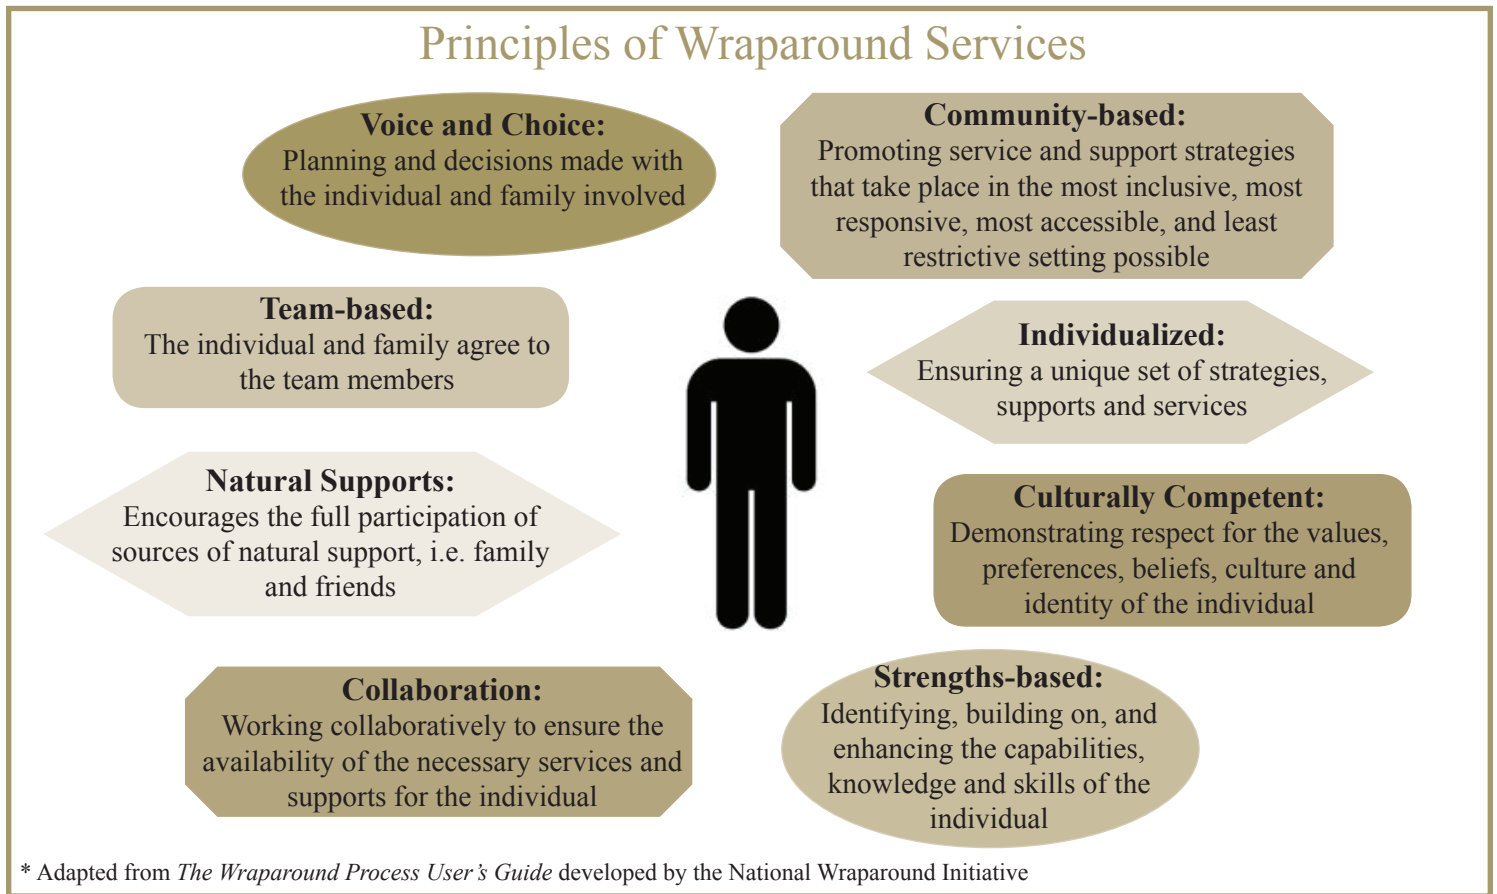 Principles of Wraparound Services
Voice and Choice:
Planning and decisions made with
the individual and family involved
Community-based:
Promoting service and support strategies
that take place in the most inclusive, most
responsive, most accessible, and least
restrictive setting possible
Team-based:
The individual and family agree to
the team members
Individualized:
Ensuring a unique set of strategies,
supports and services
Natural Supports:
Encourages the full participation of
sources of natural support, i.e. family
and friends
Culturally Competent:
Demonstrating respect for the values,
preferences, beliefs, culture and
identity of the individual
Collaboration:
Working collaboratively to ensure the
availability of the necessary services and
supports for the individual
Strengths-based:
Identifying, building on, and
enhancing the capabilities,
knowledge and skills of the
individual
* Adapted from The Wraparound Process User’s Guide developed by the National Wraparound Initiative